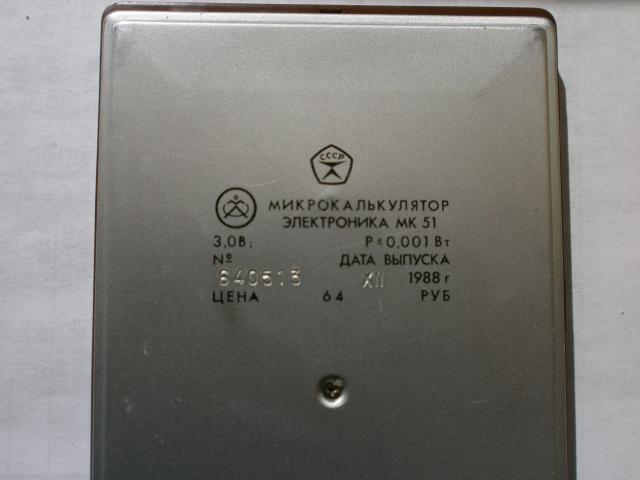 СССР
МИКРОКАЛЬКУЛЯТОР
ЭЛЕКТРОНИКА МК 51
3,0В; Р≤0,001 Вт
№ ДАТА ВЫПУСКА
640513 XII 1988 г
ЦЕНА 64 РУБ